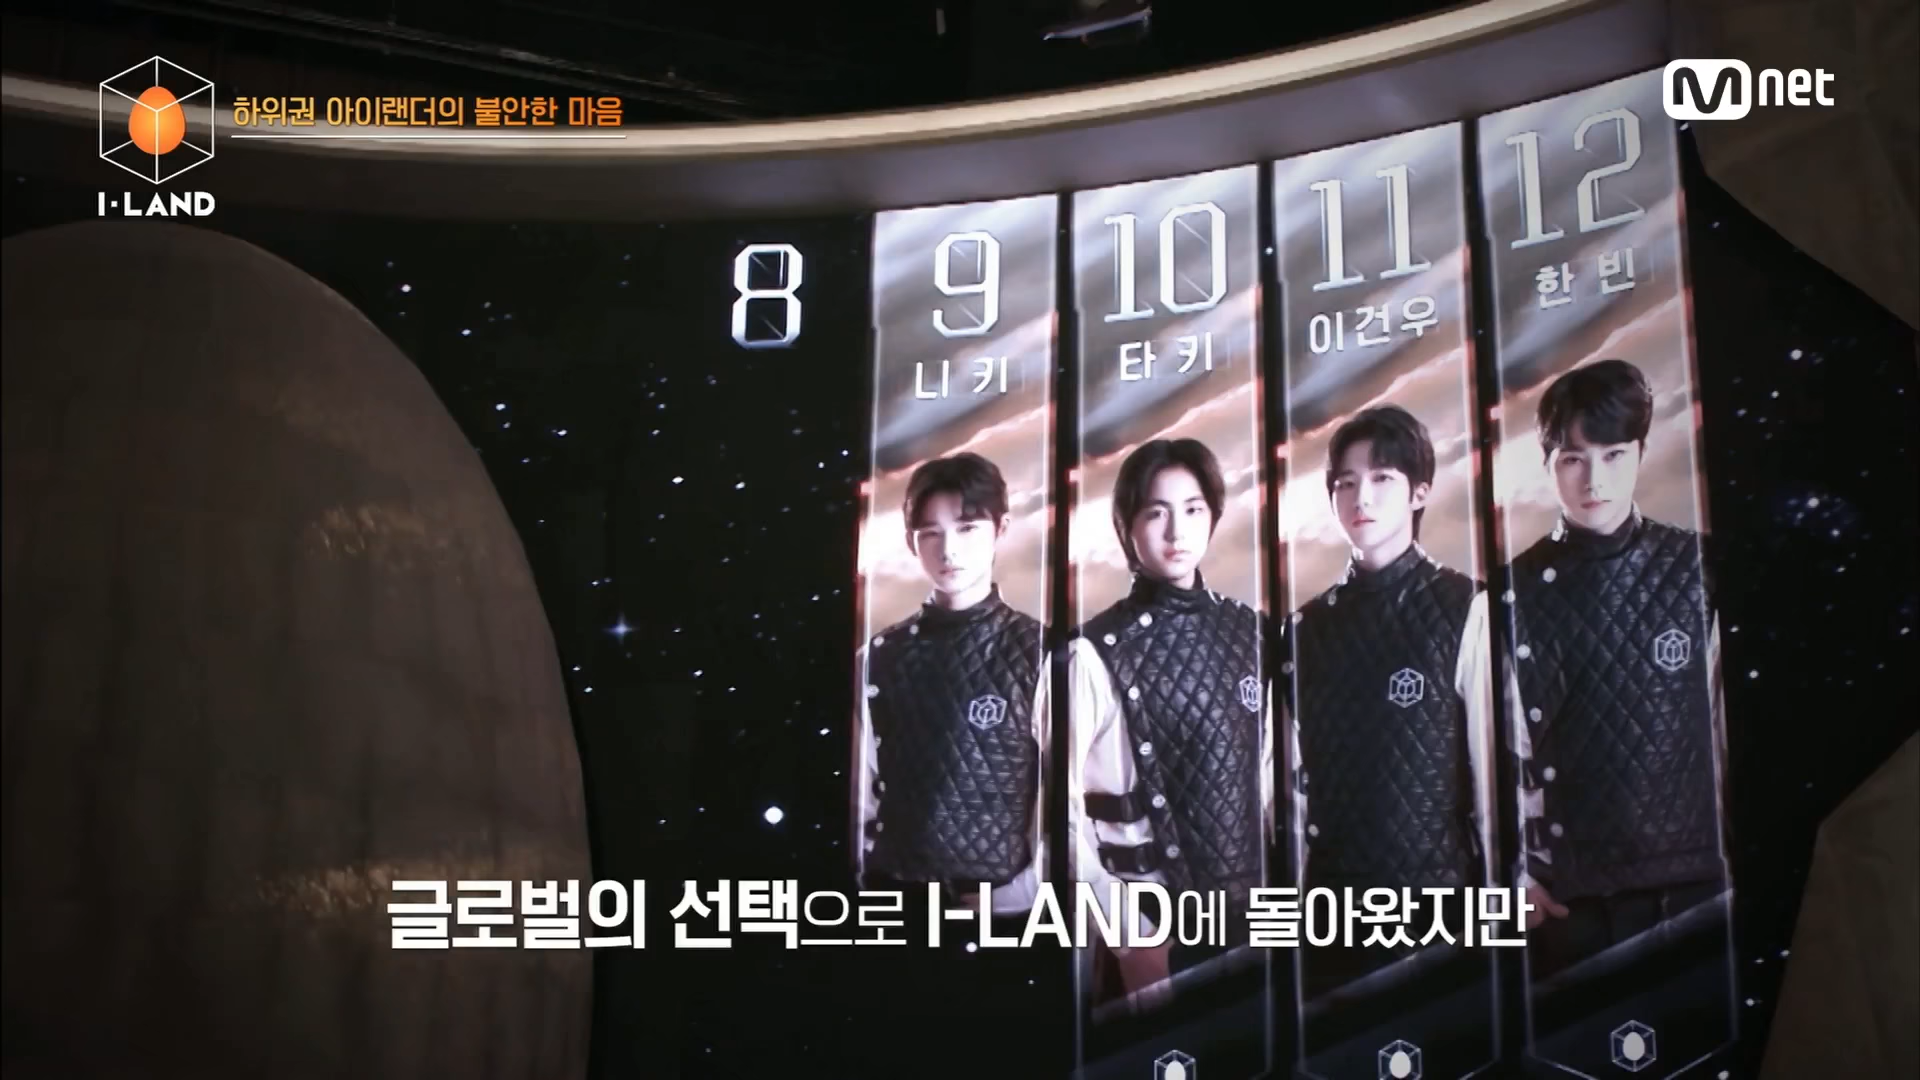 하위권 아이랜더의 불안한 마음
I·LAND
Mnet
8
9
니키
10
타키
11
이건우
12
한빈
글로벌의 선택으로 I-LAND에 돌아왔지만